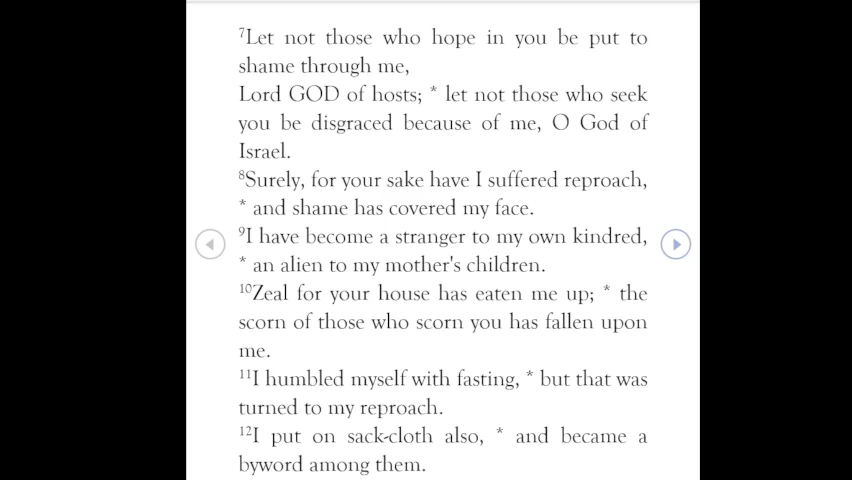 ⁷Let not those who hope in you be put to
shame through me,
Lord GOD of hosts; * let not those who seek
you be disgraced because of me, O God of
Israel.
⁸Surely, for your sake have I suffered reproach,
* and shame has covered my face.
⁹I have become a stranger to my own kindred,
* an alien to my mother's children.
¹⁰Zeal for your house has eaten me up; * the
scorn of those who scorn you has fallen upon
me.
¹¹I humbled myself with fasting, * but that was
turned to my reproach.
¹²I put on sack-cloth also, * and became a
byword among them.